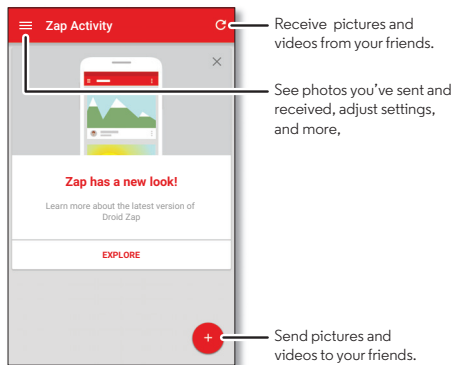 Zap Activity
Receive pictures and
videos from your friends.
See photos you've sent and
received, adjust settings,
and more,
Zap has a new look!
Learn more about the latest version of
Droid Zap
EXPLORE
Send pictures and
videos to your friends.